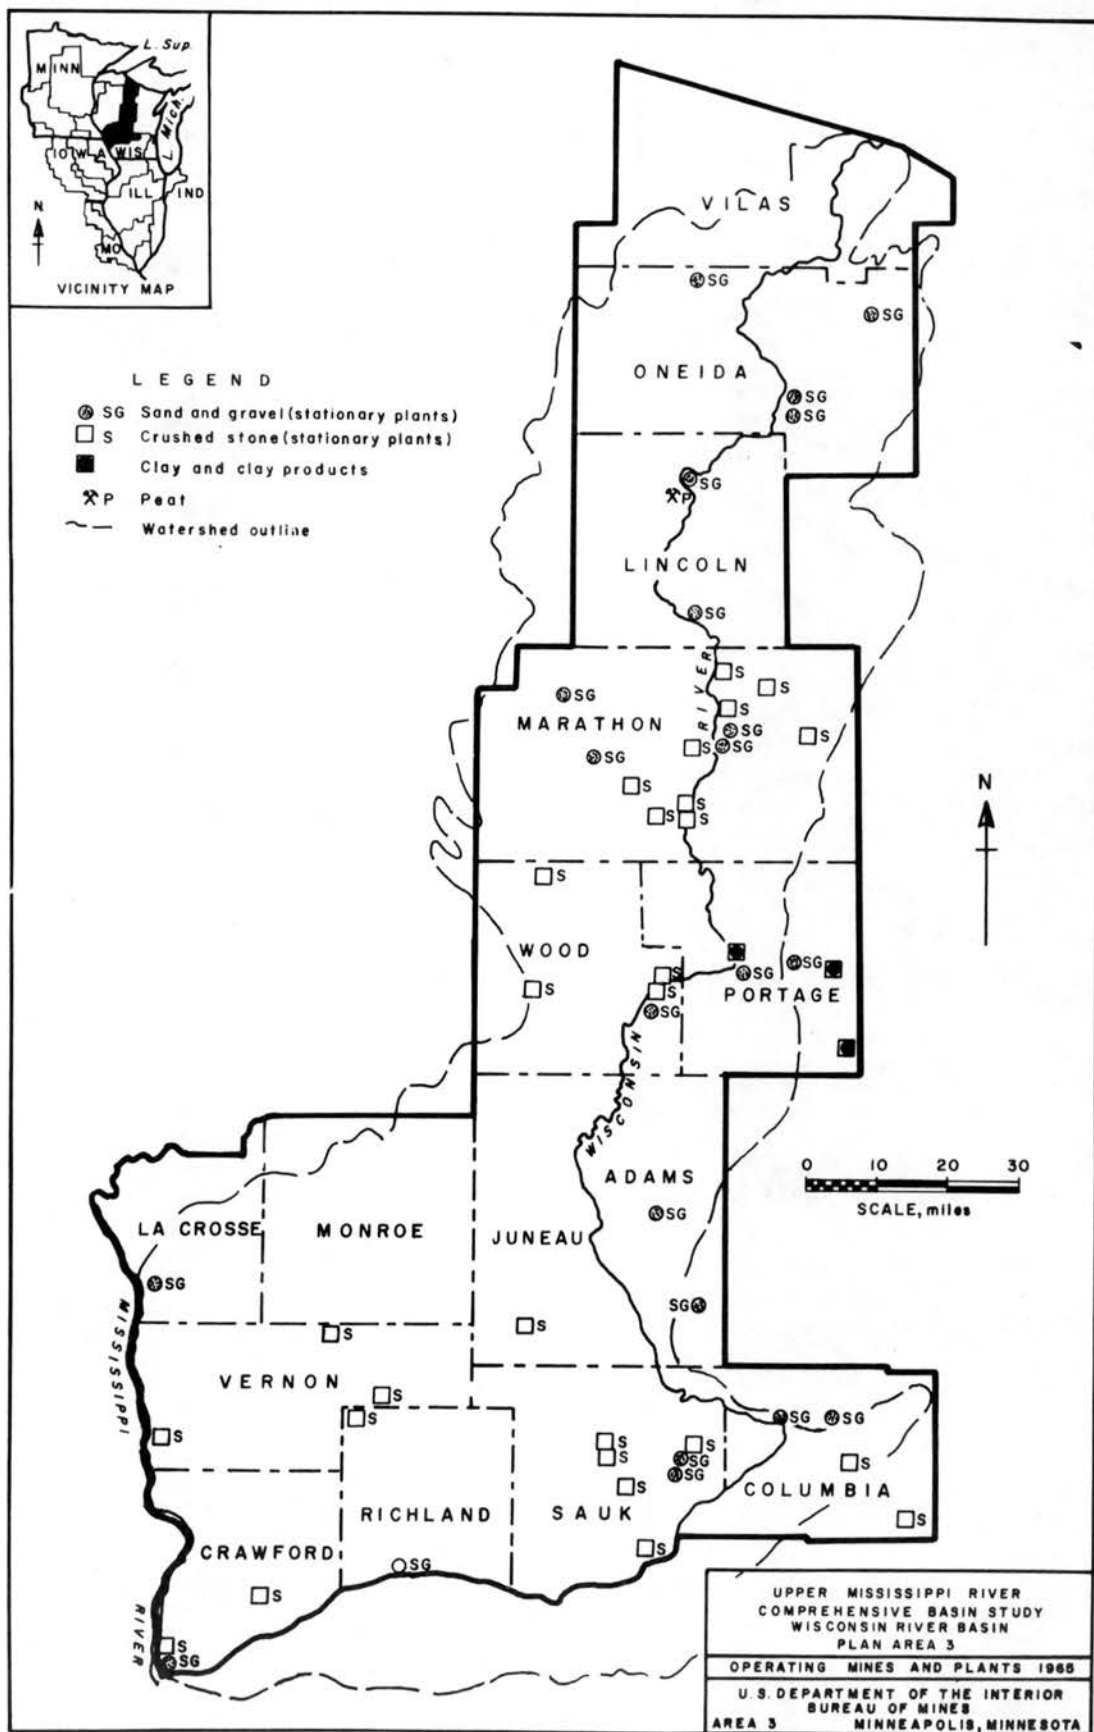 L. Sup.
MINN
L. Mich.
IOWA WIS
ILL IND
N
MO
VICINITY MAP
LEGEND
SG Sand and gravel (stationary plants)
S Crushed stone (stationary plants)
Clay and clay products
P Peat
Watershed outline
VILAS
SG
SG
ONEIDA
SG
SG
SG
P
LINCOLN
SG
RIVER
S
S
SG
MARATHON
S
SG
S
S
SG
SG
S
S
S
S
N
S
WOOD
SG
SG
S
S
PORTAGE
S
SG
WISCONSIN
0 10 20 30
SCALE, miles
ADAMS
SG
LA CROSSE
MONROE
JUNEAU
SG
SG
MISSISSIPPI
S
S
VERNON
S
S
SG
SG
S
S
S
S
SG
SG
S
S
COLUMBIA
RICHLAND
SAUK
S
CRAWFORD
SG
S
S
RIVER
S
SG
UPPER MISSISSIPPI RIVER
COMPREHENSIVE BASIN STUDY
WISCONSIN RIVER BASIN
PLAN AREA 3
OPERATING MINES AND PLANTS 1965
U.S. DEPARTMENT OF THE INTERIOR
BUREAU OF MINES
AREA 3 MINNEAPOLIS, MINNESOTA